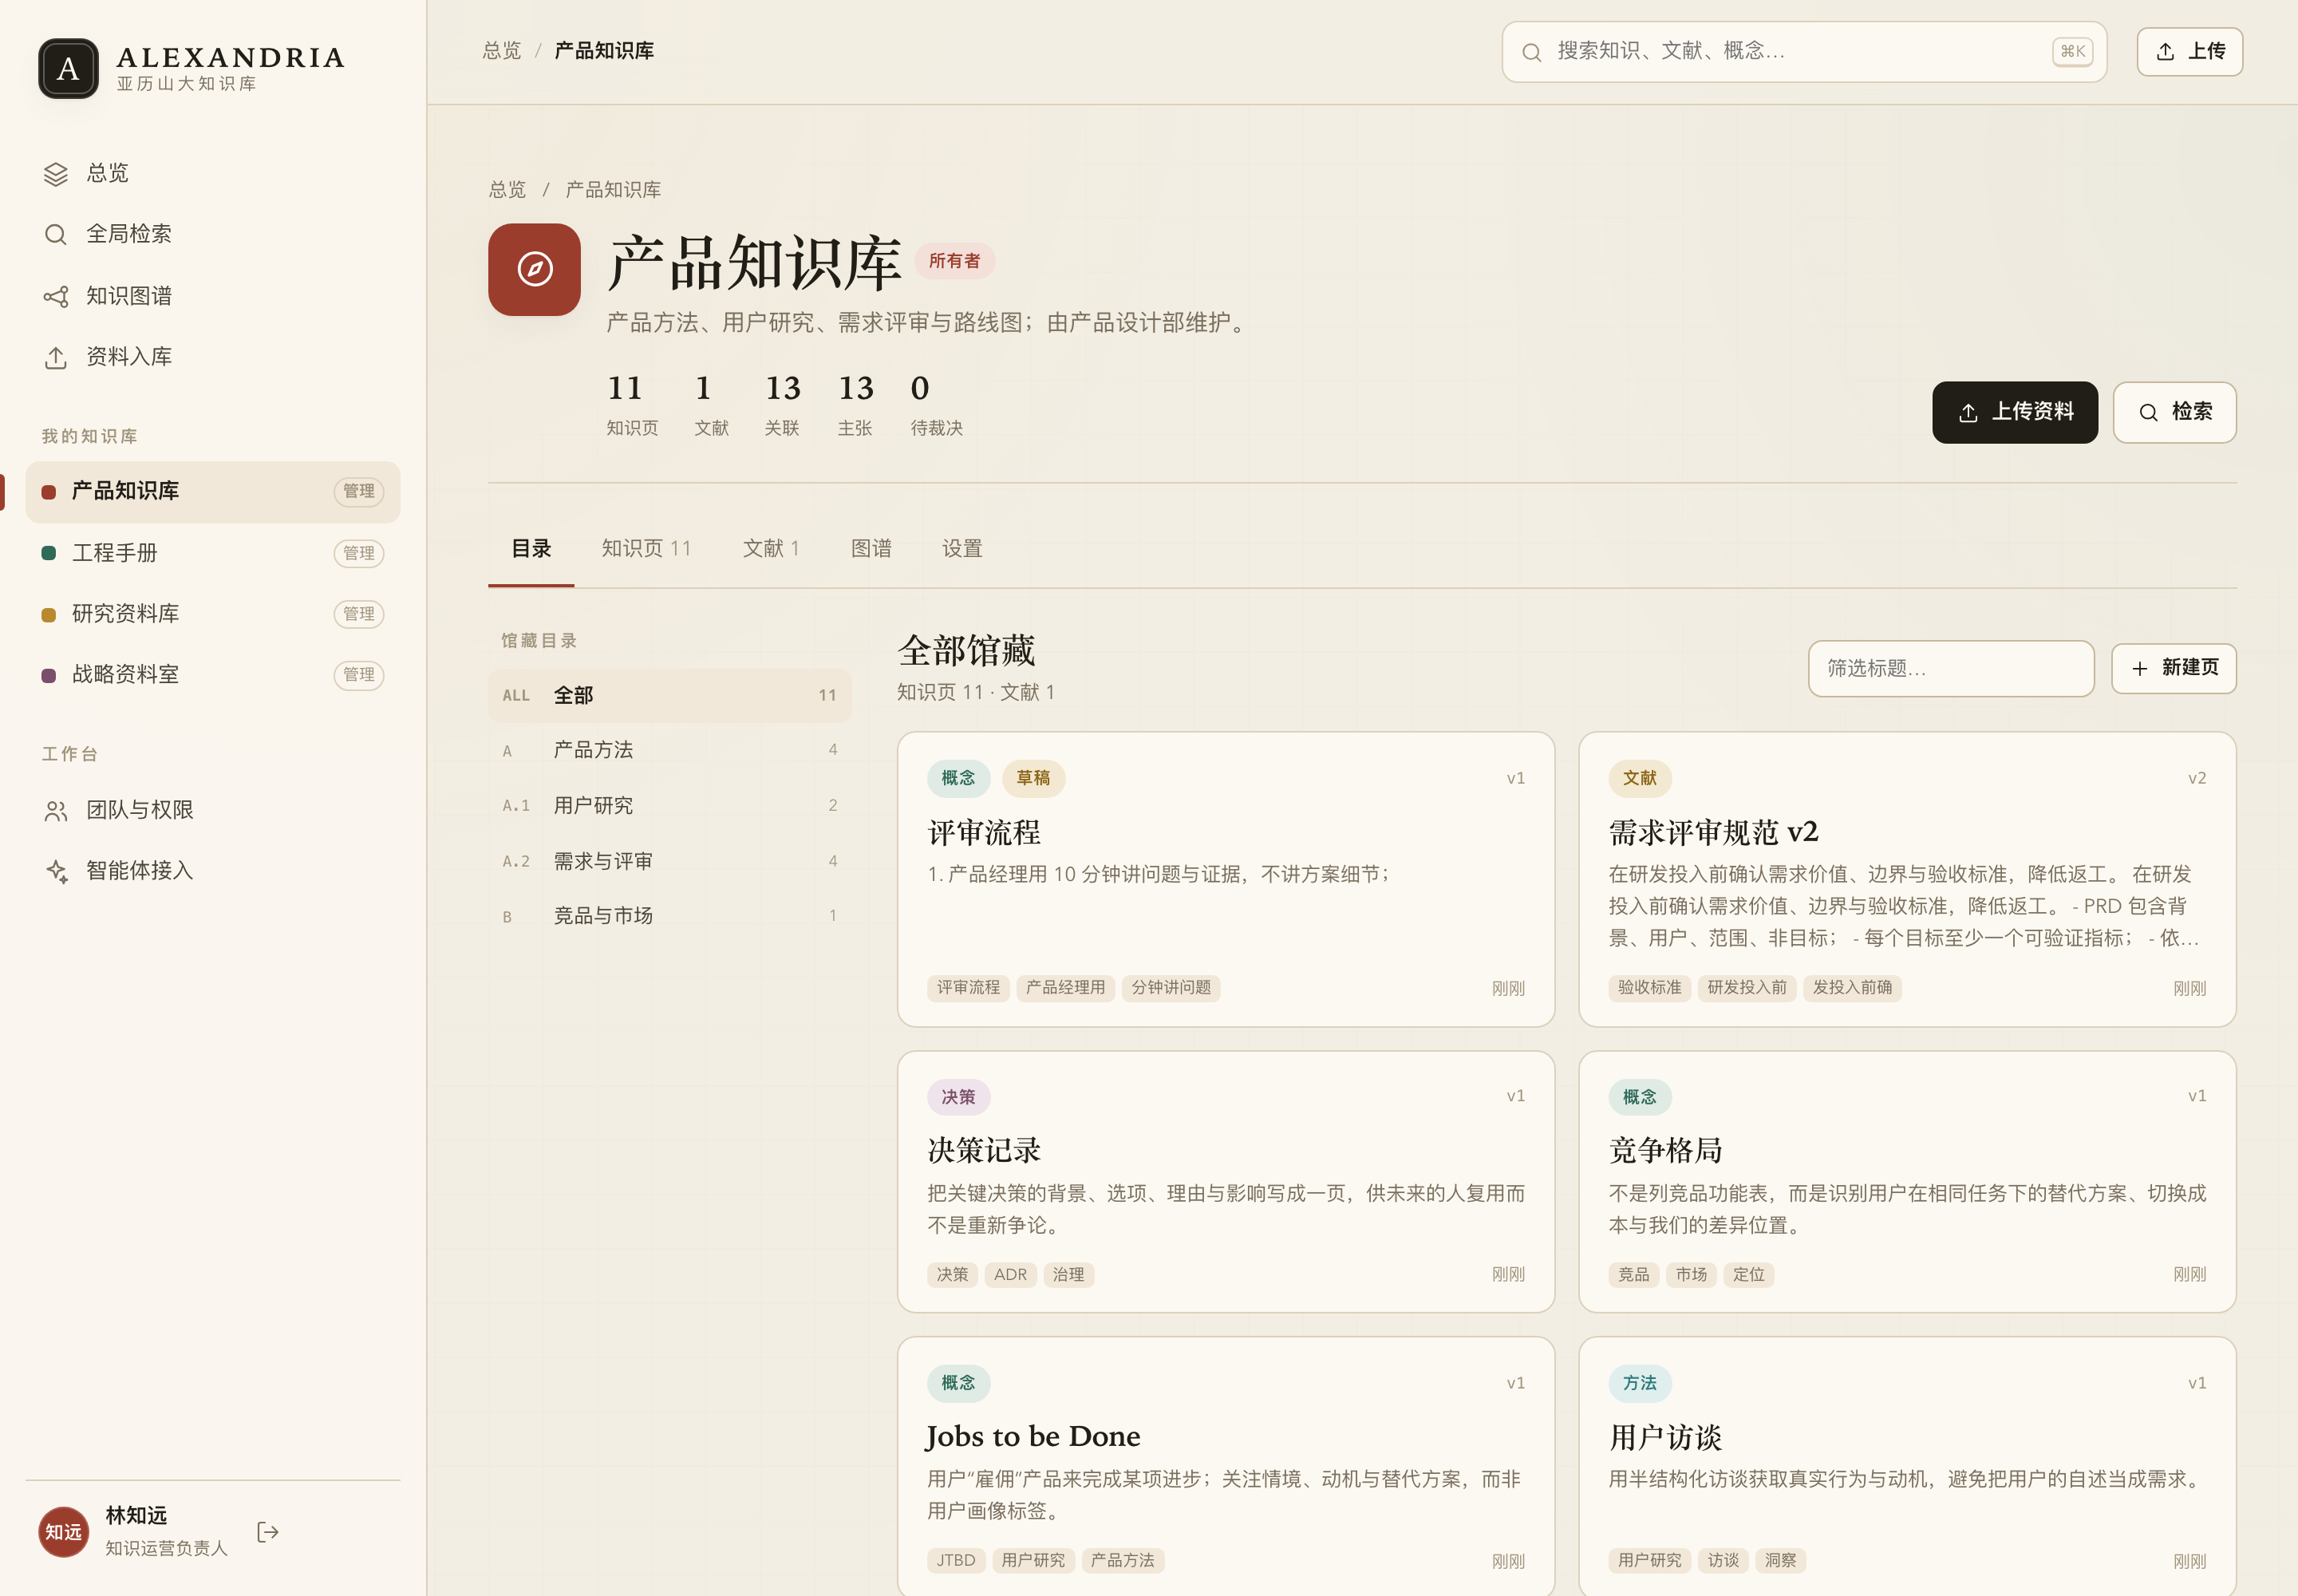 A
ALEXANDRIA
亚历山大知识库
总览
全局检索
知识图谱
资料入库
我的知识库
产品知识库 管理
工程手册 管理
研究资料库 管理
战略资料室 管理
工作台
团队与权限
智能体接入
知远
林知远
知识运营负责人
总览 / 产品知识库
搜索知识、文献、概念… ⌘K
上传
总览 / 产品知识库
产品知识库 所有者
产品方法、用户研究、需求评审与路线图；由产品设计部维护。
11 1 13 13 0
知识页 文献 关联 主张 待裁决
上传资料 检索
目录 知识页 11 文献 1 图谱 设置
馆藏目录
ALL 全部 11
A 产品方法 4
A.1 用户研究 2
A.2 需求与评审 4
B 竞品与市场 1
全部馆藏
知识页 11 · 文献 1
筛选标题…
新建页
概念 草稿 v1
评审流程
1. 产品经理用 10 分钟讲问题与证据，不讲方案细节；
评审流程 产品经理用 分钟讲问题 刚刚
文献 v2
需求评审规范 v2
在研发投入前确认需求价值、边界与验收标准，降低返工。 在研发
投入前确认需求价值、边界与验收标准，降低返工。 - PRD 包含背
景、用户、范围、非目标； - 每个目标至少一个可验证指标； - 依…
验收标准 研发投入前 发投入前确 刚刚
决策 v1
决策记录
把关键决策的背景、选项、理由与影响写成一页，供未来的人复用而
不是重新争论。
决策 ADR 治理 刚刚
概念 v1
竞争格局
不是列竞品功能表，而是识别用户在相同任务下的替代方案、切换成
本与我们的差异位置。
竞品 市场 定位 刚刚
概念 v1
Jobs to be Done
用户“雇佣”产品来完成某项进步；关注情境、动机与替代方案，而非
用户画像标签。
JTBD 用户研究 产品方法 刚刚
方法 v1
用户访谈
用半结构化访谈获取真实行为与动机，避免把用户的自述当成需求。
用户研究 访谈 洞察 刚刚